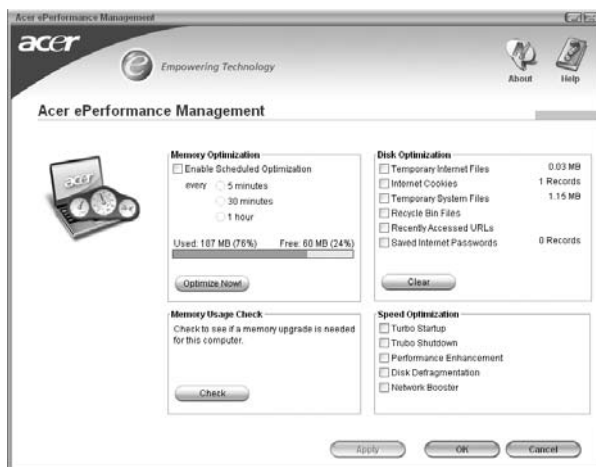 Acer ePerformance Management
acer
e Empowering Technology
About Help
Acer ePerformance Management
Memory Optimization
Enable Scheduled Optimization
every 5 minutes
30 minutes
1 hour
Used: 187 MB (76%) Free: 60 MB (24%)
Optimize Now!
Disk Optimization
Temporary Internet Files 0.03 MB
Internet Cookies 1 Records
Temporary System Files 1.15 MB
Recycle Bin Files
Recently Accessed URLs
Saved Internet Passwords 0 Records
Clear
Memory Usage Check
Check to see if a memory upgrade is needed
for this computer.
Check
Speed Optimization
Turbo Startup
Trubo Shutdown
Performance Enhancement
Disk Defragmentation
Network Booster
Apply OK Cancel